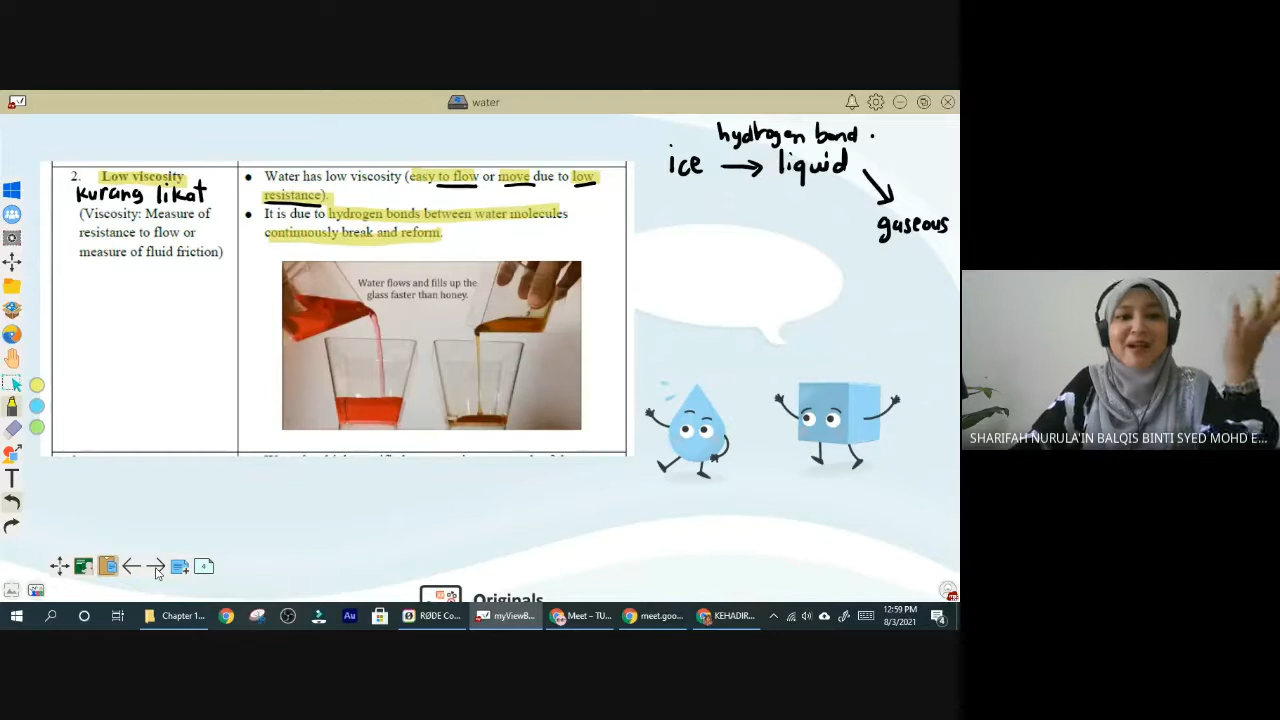 water
hydrogen bond .
ice → liquid
gaseous
2. Low viscosity
kurang likat
(Viscosity: Measure of
resistance to flow or
measure of fluid friction)
• Water has low viscosity (easy to flow or move due to low
resistance).
• It is due to hydrogen bonds between water molecules
continuously break and reform.
Water flows and fills up the
glass faster than honey.
SHARIFAH NURULA'IN BALQIS BINTI SYED MOHD E...
Originals
Chapter 1...
Au
RØDE Co...
myViewB...
Meet – TU...
meet.goo...
KEHADIR...
12:59 PM
8/3/2021
4